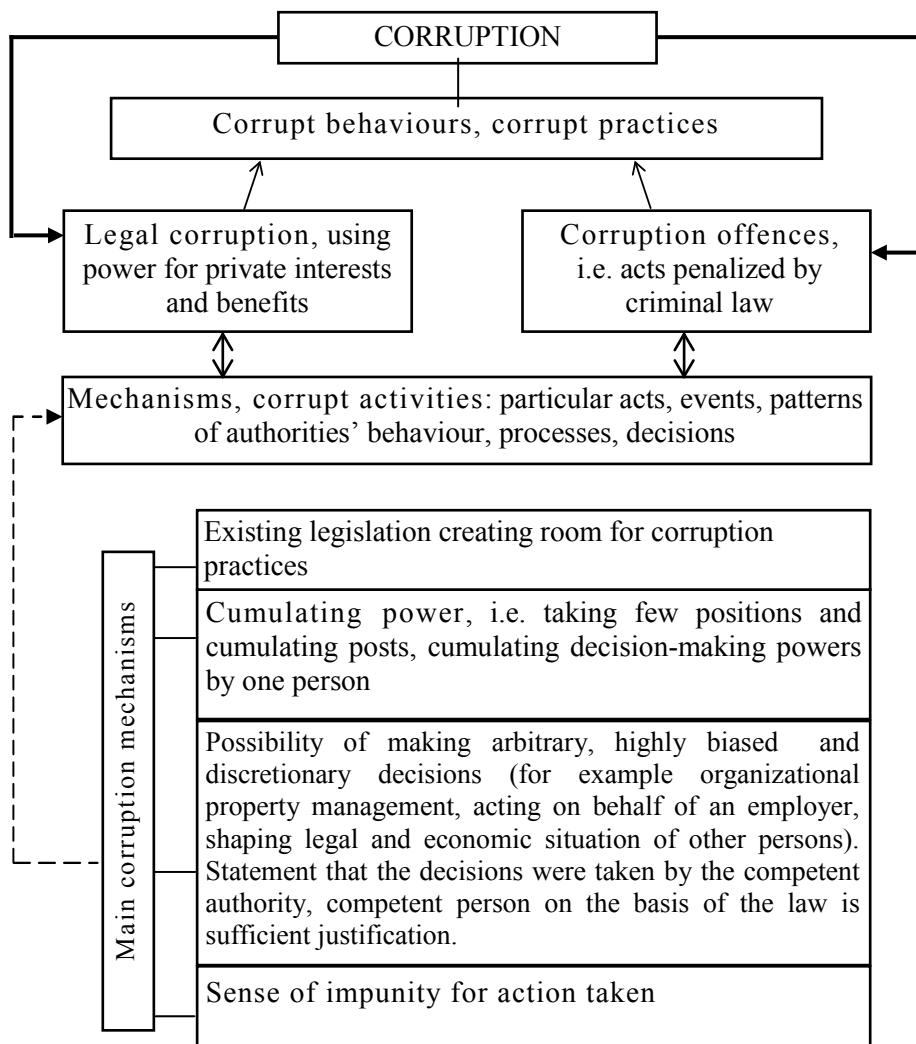 CORRUPTION
Corrupt behaviours, corrupt practices
Legal corruption, using
power for private interests
and benefits
Corruption offences,
i.e. acts penalized by
criminal law
Mechanisms, corrupt activities: particular acts, events, patterns
of authorities’ behaviour, processes, decisions
Main corruption mechanisms
Existing legislation creating room for corruption
practices
Cumulating power, i.e. taking few positions and
cumulating posts, cumulating decision-making powers
by one person
Possibility of making arbitrary, highly biased and
discretionary decisions (for example organizational
property management, acting on behalf of an employer,
shaping legal and economic situation of other persons).
Statement that the decisions were taken by the competent
authority, competent person on the basis of the law is
sufficient justification.
Sense of impunity for action taken